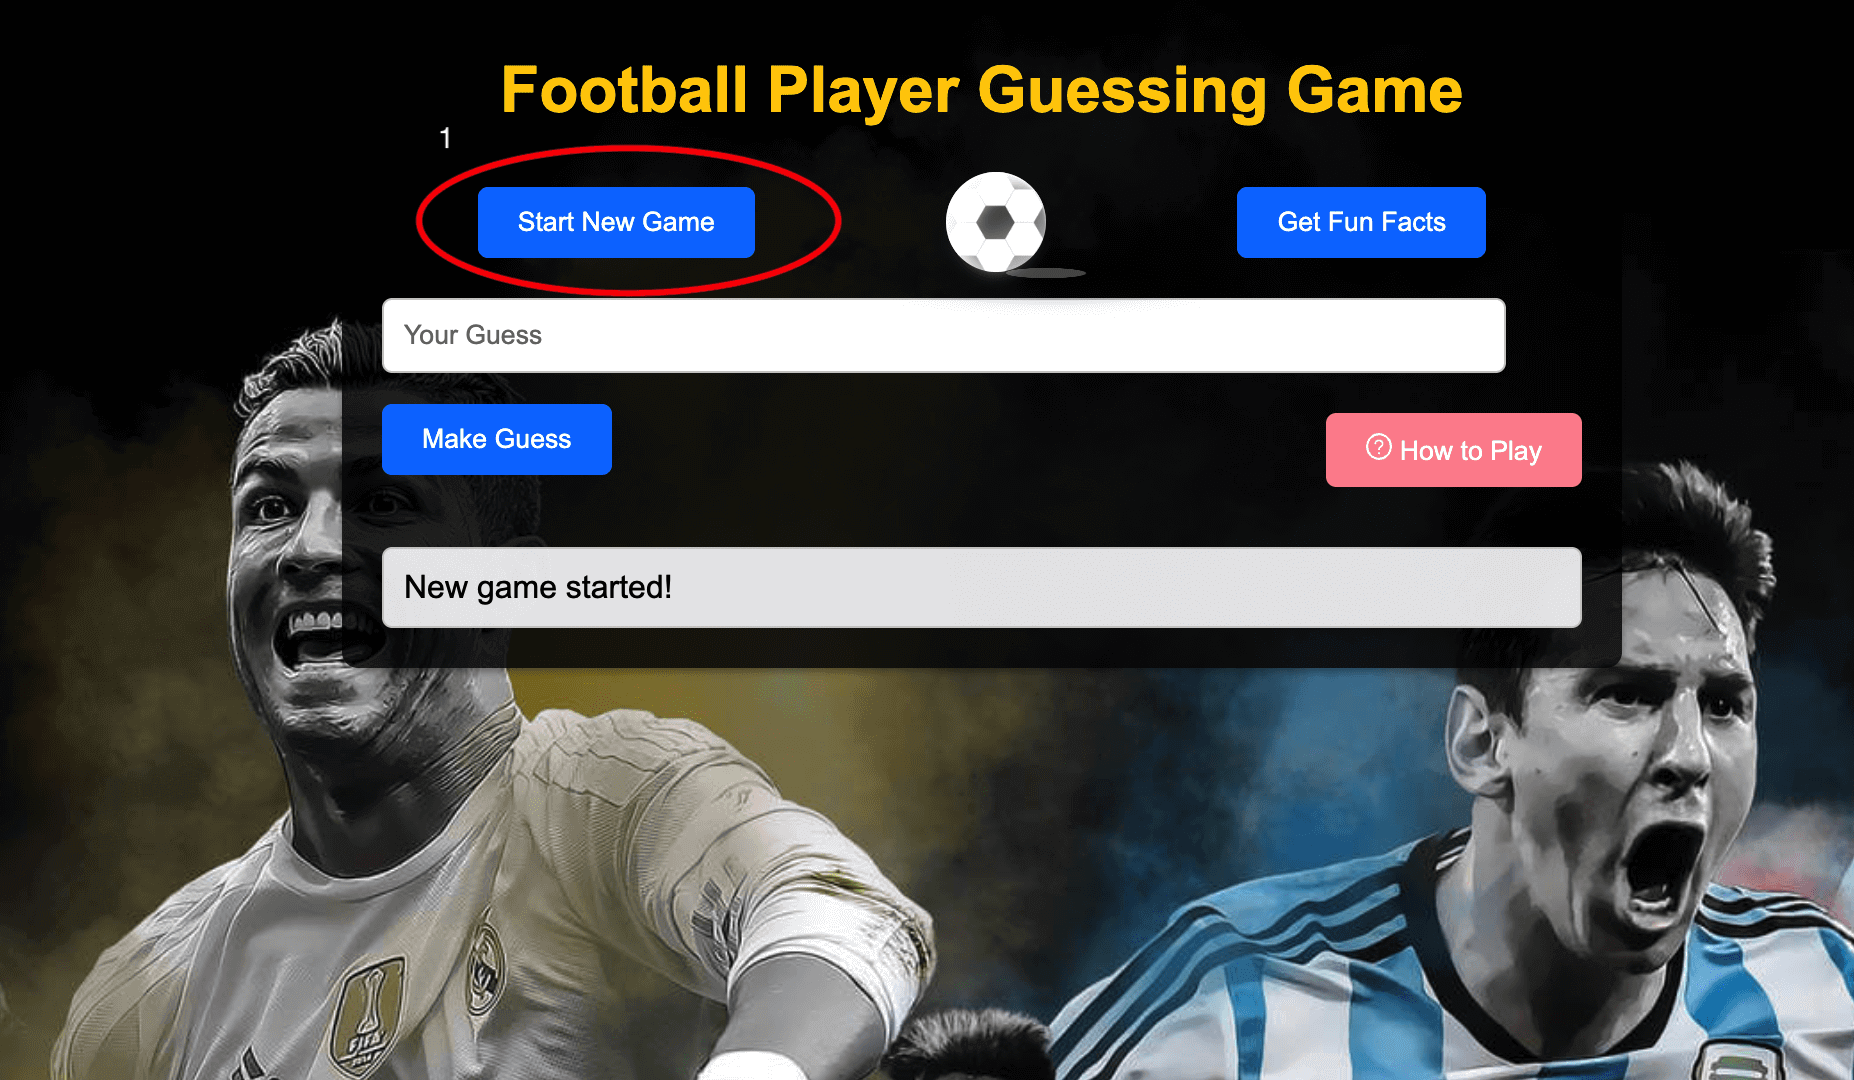 Football Player Guessing Game
1
Start New Game
Get Fun Facts
Your Guess
Make Guess
? How to Play
New game started!
FIFA